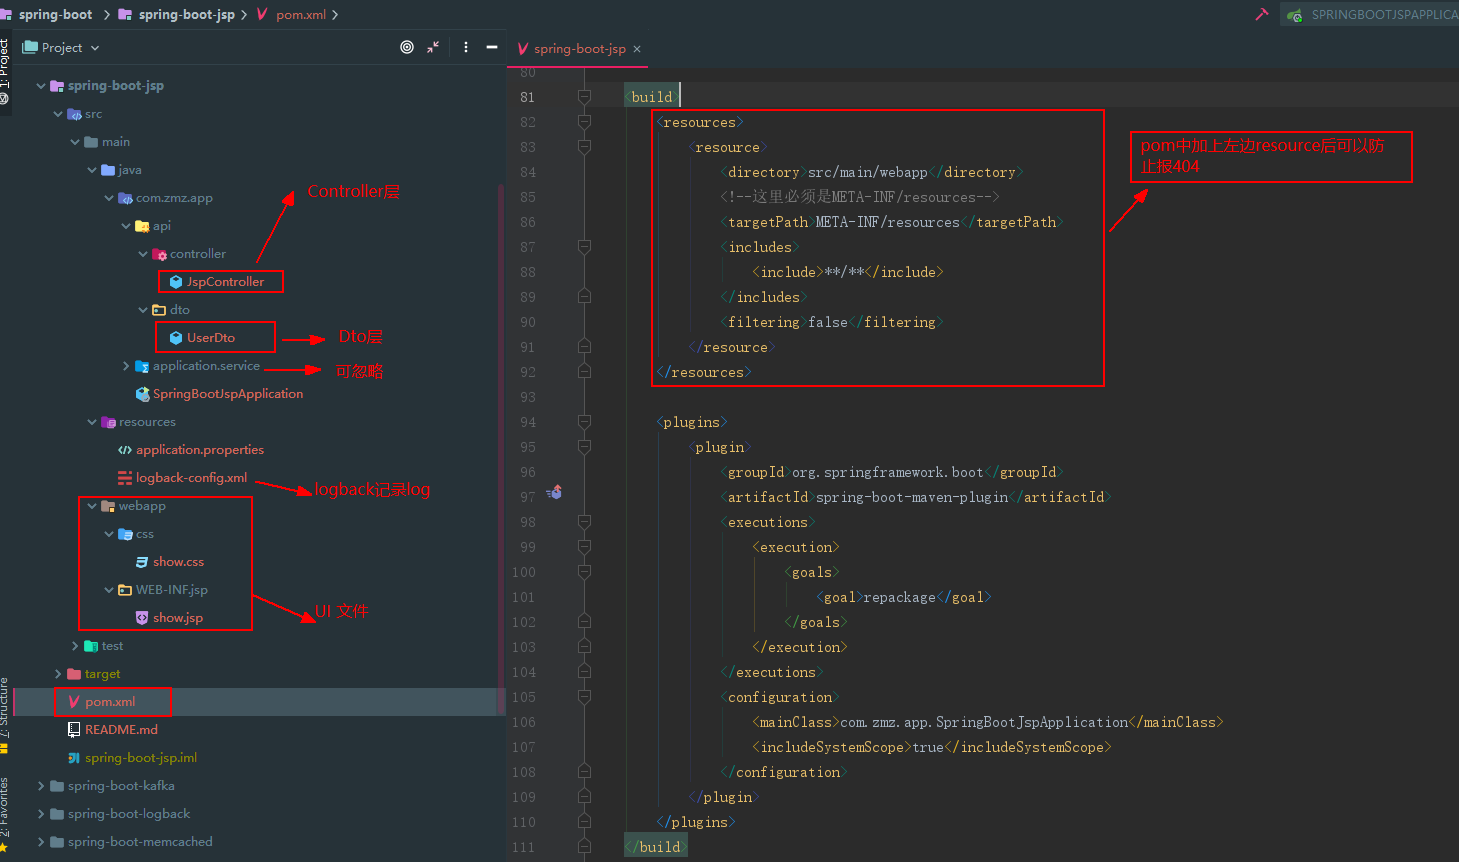 spring-boot
spring-boot-jsp
pom.xml
SPRINGBOOTJSPAPPLICA
1: Project
7: Structure
2: Favorites
Project
spring-boot-jsp
src
main
java
com.zmz.app
api
controller
JspController
dto
UserDto
application.service
SpringBootJspApplication
resources
application.properties
logback-config.xml
webapp
css
show.css
WEB-INF.jsp
show.jsp
test
target
pom.xml
README.md
spring-boot-jsp.iml
spring-boot-kafka
spring-boot-logback
spring-boot-memcached
Controller层
Dto层
可忽略
logback记录log
UI 文件
spring-boot-jsp
80
81 <build>
82 <resources>
83 <resource>
84 <directory>src/main/webapp</directory>
85 <!--这里必须是META-INF/resources-->
86 <targetPath>META-INF/resources</targetPath>
87 <includes>
88 <include>**/**</include>
89 </includes>
90 <filtering>false</filtering>
91 </resource>
92 </resources>
93
94 <plugins>
95 <plugin>
96 <groupId>org.springframework.boot</groupId>
97 <artifactId>spring-boot-maven-plugin</artifactId>
98 <executions>
99 <execution>
100 <goals>
101 <goal>repackage</goal>
102 </goals>
103 </execution>
104 </executions>
105 <configuration>
106 <mainClass>com.zmz.app.SpringBootJspApplication</mainClass>
107 <includeSystemScope>true</includeSystemScope>
108 </configuration>
109 </plugin>
110 </plugins>
111 </build>
pom中加上左边resource后可以防
止报404